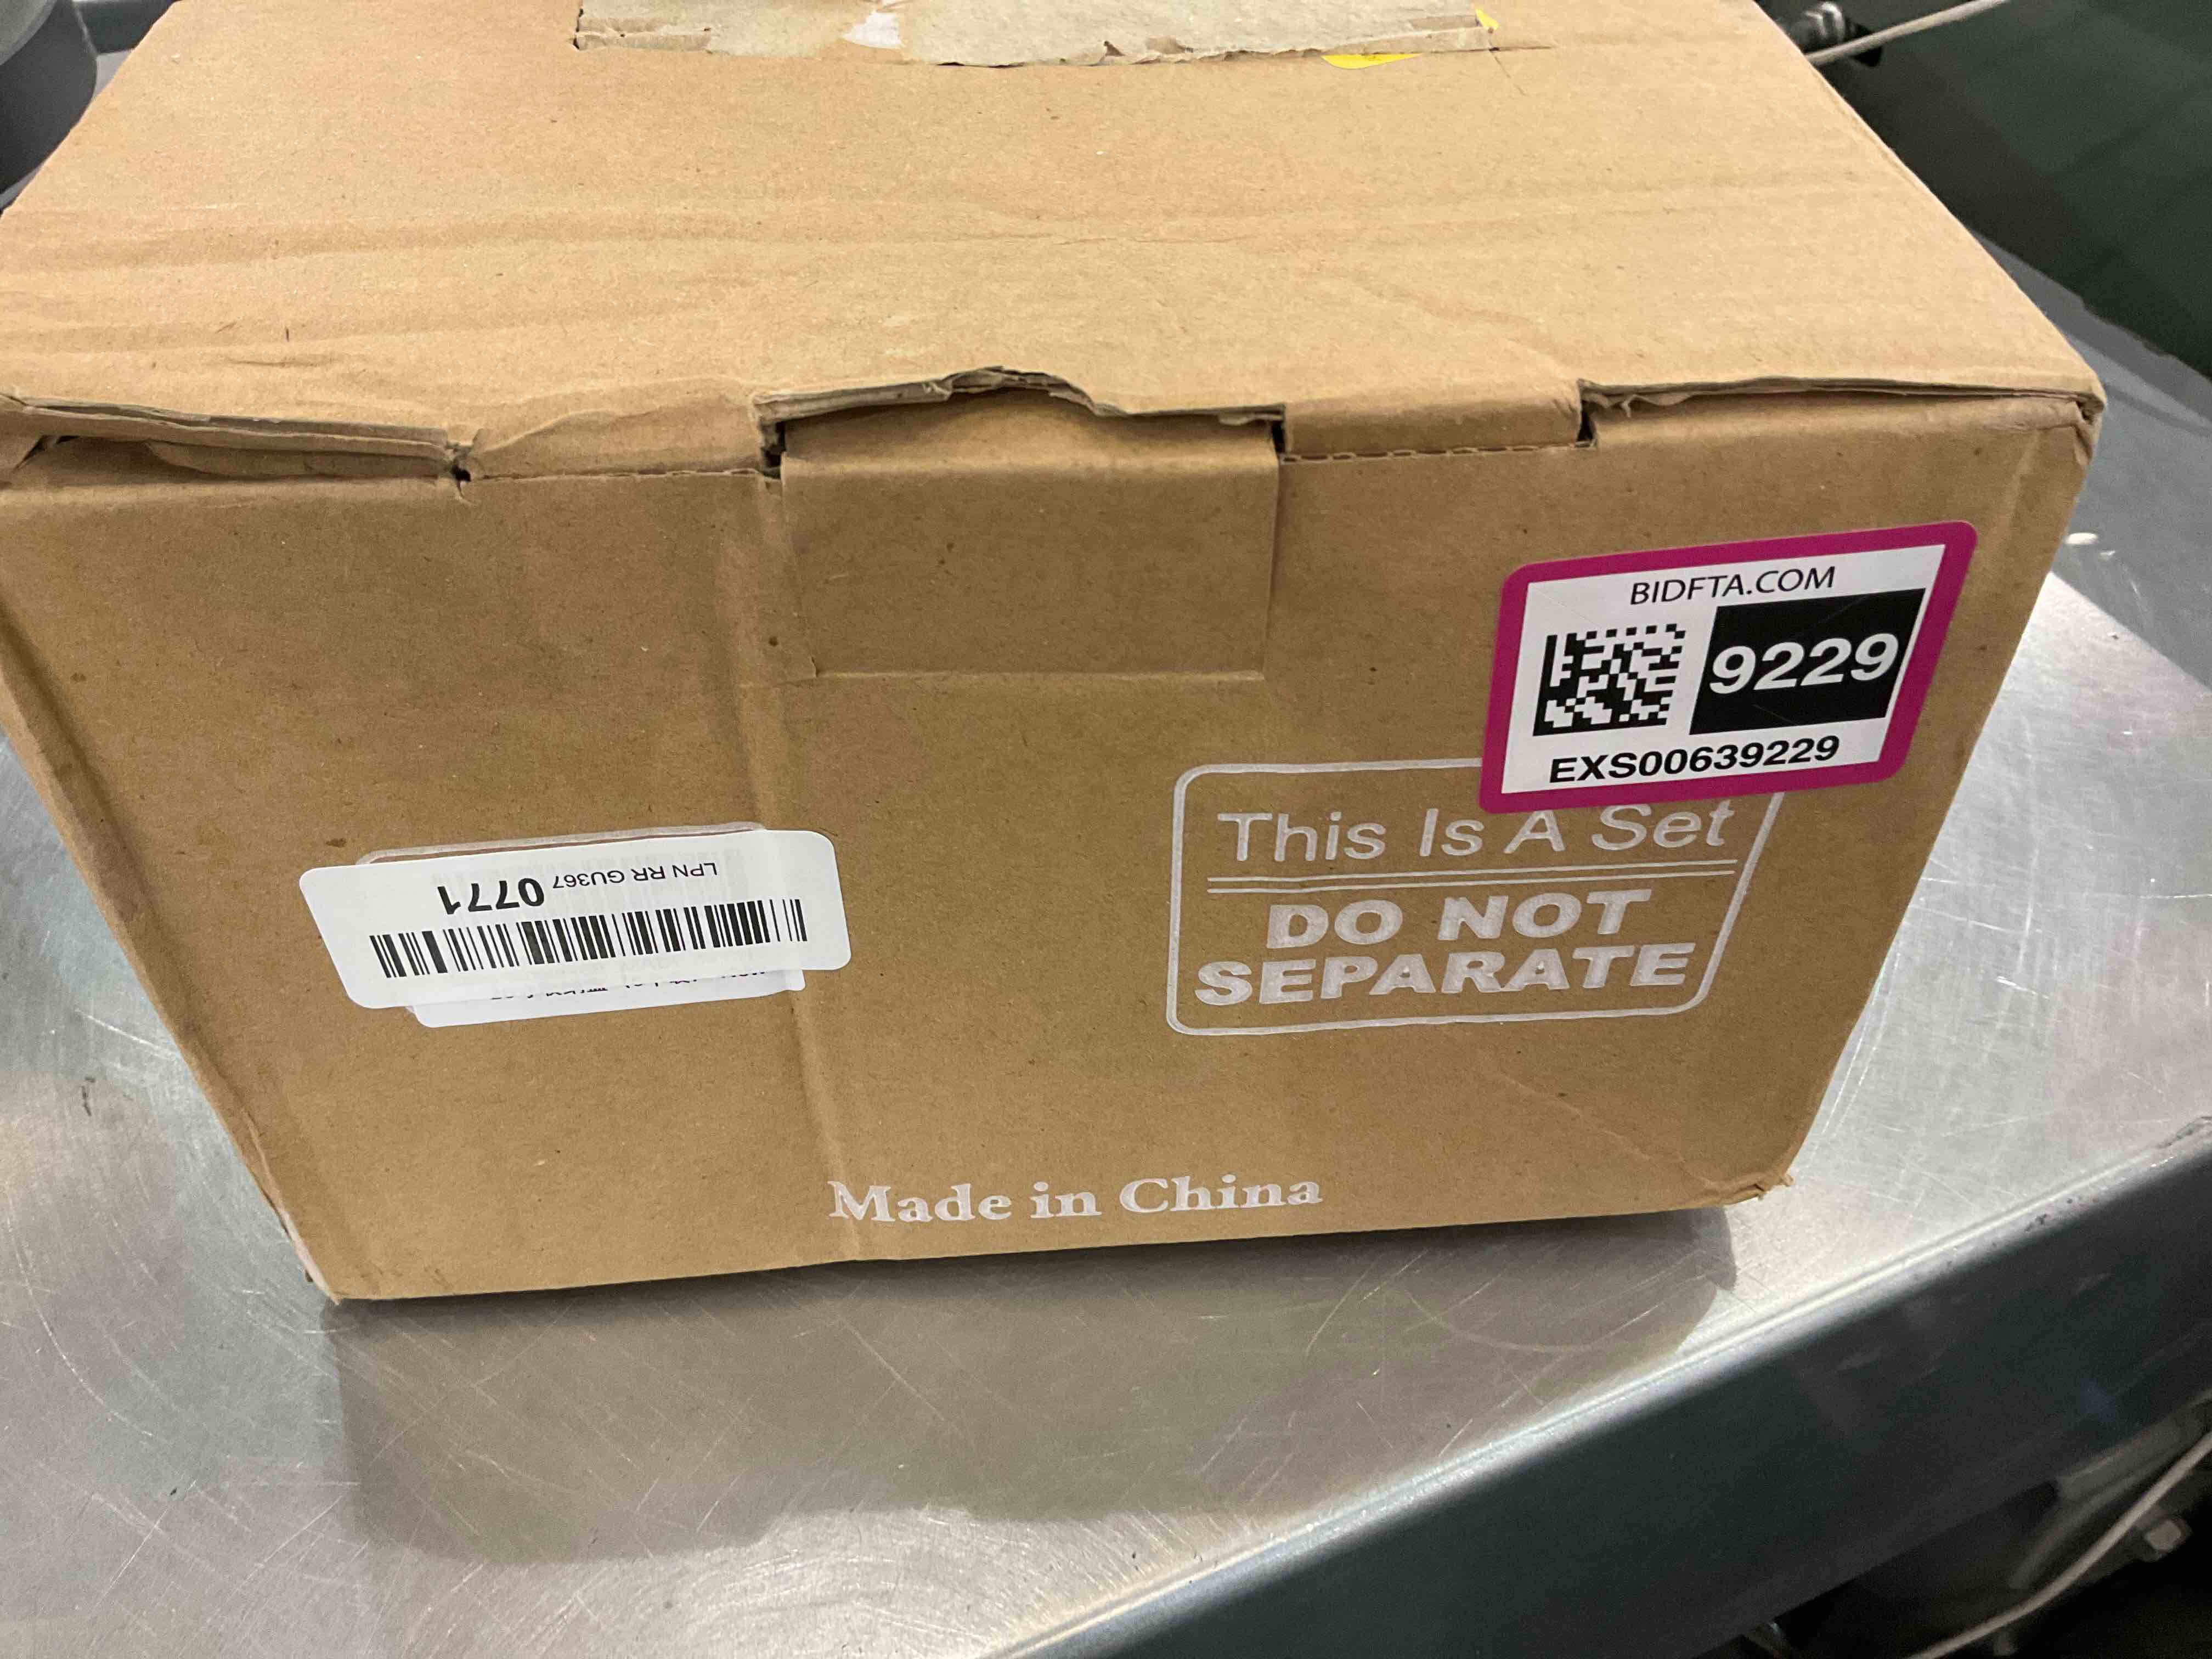 BIDFTA.COM
9229
EXS00639229
This Is A Set
DO NOT
SEPARATE
LPN RR GU367 0771
Made in China